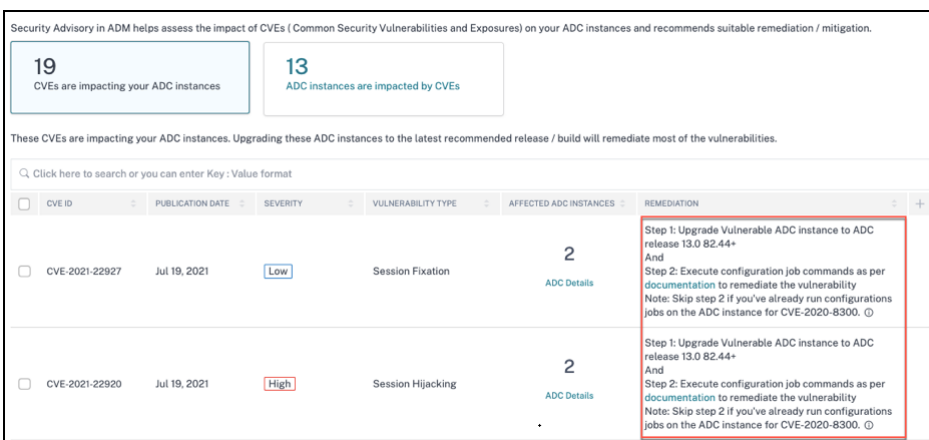 Security Advisory in ADM helps assess the impact of CVEs ( Common Security Vulnerabilities and Exposures) on your ADC instances and recommends suitable remediation / mitigation.
19
CVEs are impacting your ADC instances
13
ADC instances are impacted by CVEs
These CVEs are impacting your ADC instances. Upgrading these ADC instances to the latest recommended release / build will remediate most of the vulnerabilities.
Click here to search or you can enter Key : Value format
CVE ID PUBLICATION DATE SEVERITY VULNERABILITY TYPE AFFECTED ADC INSTANCES REMEDIATION
CVE-2021-22927 Jul 19, 2021 Low Session Fixation
2
ADC Details
Step 1: Upgrade Vulnerable ADC instance to ADC
release 13.0 82.44+
And
Step 2: Execute configuration job commands as per
documentation to remediate the vulnerability
Note: Skip step 2 if you've already run configurations
jobs on the ADC instance for CVE-2020-8300.
CVE-2021-22920 Jul 19, 2021 High Session Hijacking
2
ADC Details
Step 1: Upgrade Vulnerable ADC instance to ADC
release 13.0 82.44+
And
Step 2: Execute configuration job commands as per
documentation to remediate the vulnerability
Note: Skip step 2 if you've already run configurations
jobs on the ADC instance for CVE-2020-8300.